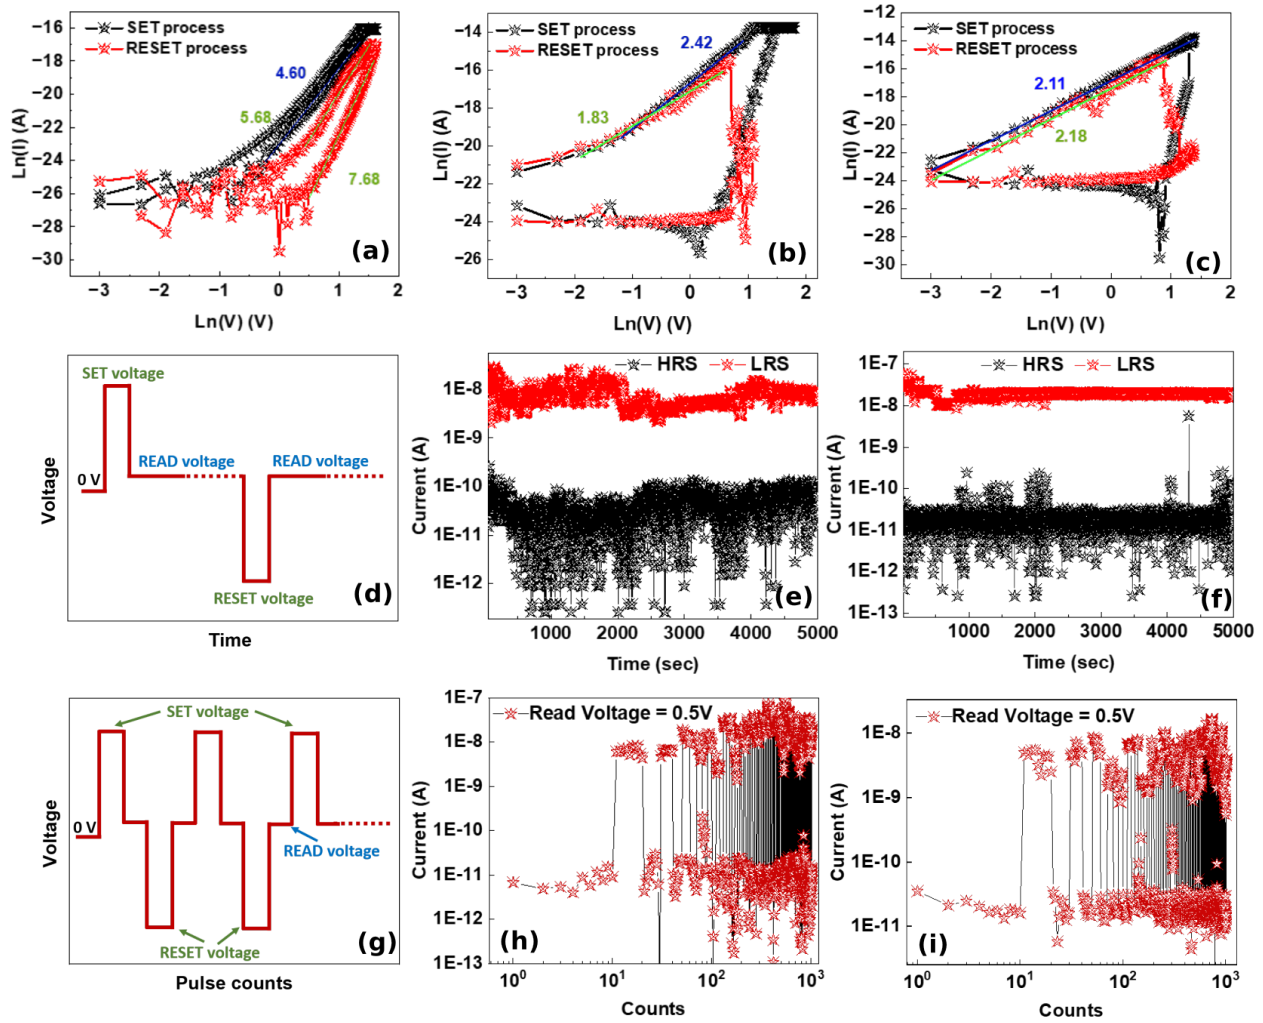 SET process
RESET process
4.60
5.68
7.68
(a)
Ln(I) (A)
−16
−18
−20
−22
−24
−26
−28
−30
−3
−2
−1
0
1
2
Ln(V) (V)
SET process
RESET process
2.42
1.83
(b)
Ln(I) (A)
−14
−16
−18
−20
−22
−24
−26
−3
−2
−1
0
1
2
Ln(V) (V)
SET process
RESET process
2.11
2.18
(c)
Ln(I) (A)
−12
−14
−16
−18
−20
−22
−24
−26
−28
−30
−3
−2
−1
0
1
2
Ln(V) (V)
SET voltage
READ voltage
READ voltage
0 V
RESET voltage
(d)
Voltage
Time
HRS
LRS
(e)
Current (A)
1E-8
1E-9
1E-10
1E-11
1E-12
1000
2000
3000
4000
5000
Time (sec)
HRS
LRS
(f)
Current (A)
1E-7
1E-8
1E-9
1E-10
1E-11
1E-12
1E-13
1000
2000
3000
4000
5000
Time (sec)
SET voltage
0 V
READ voltage
RESET voltage
(g)
Voltage
Pulse counts
Read Voltage = 0.5V
(h)
Current (A)
1E-7
1E-8
1E-9
1E-10
1E-11
1E-12
1E-13
10⁰
10¹
10²
10³
Counts
Read Voltage = 0.5V
(i)
Current (A)
1E-8
1E-9
1E-10
1E-11
10⁰
10¹
10²
10³
Counts